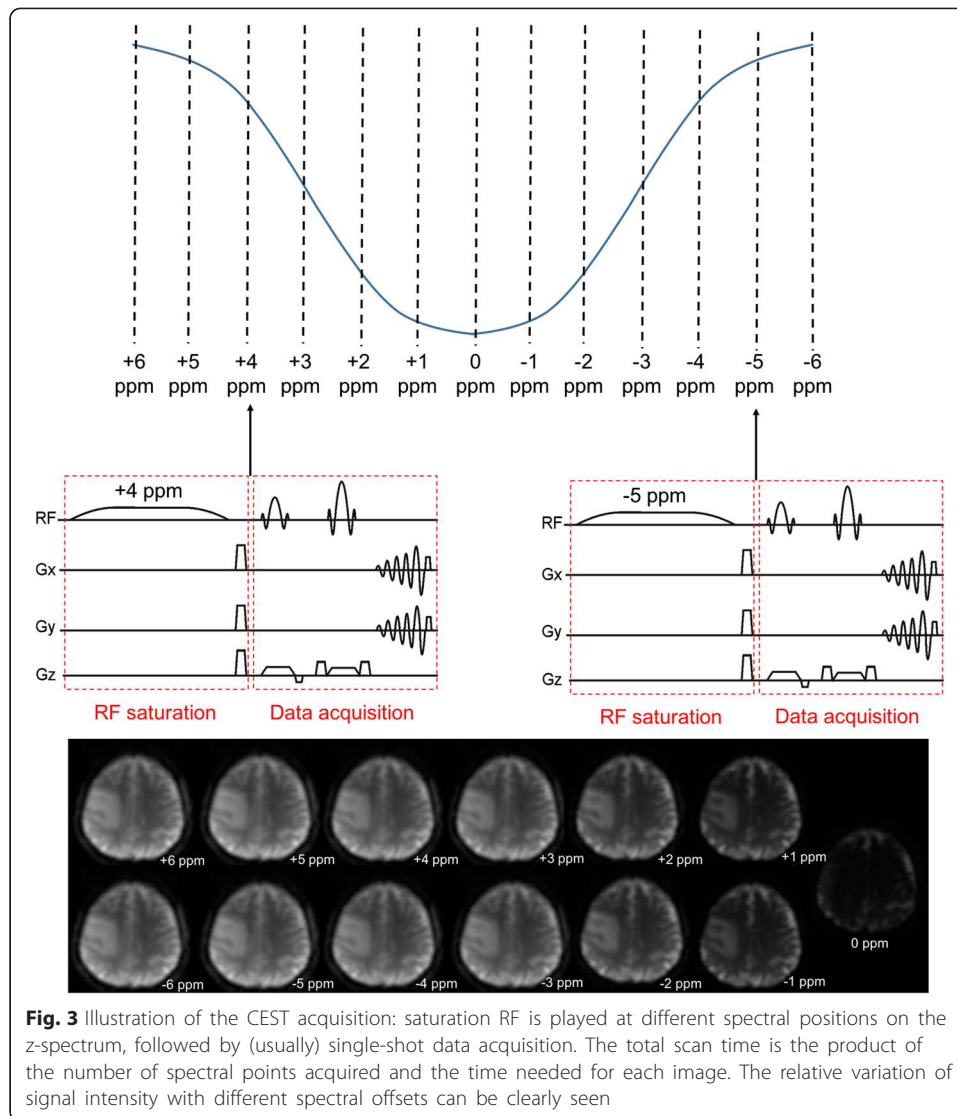 +6 +5 +4 +3 +2 +1 0 -1 -2 -3 -4 -5 -6
ppm ppm ppm ppm ppm ppm ppm ppm ppm ppm ppm ppm ppm
+4 ppm
RF
Gx
Gy
Gz
RF saturation Data acquisition
-5 ppm
RF
Gx
Gy
Gz
RF saturation Data acquisition
+6 ppm +5 ppm +4 ppm +3 ppm +2 ppm +1 ppm
0 ppm
-6 ppm -5 ppm -4 ppm -3 ppm -2 ppm -1 ppm
Fig. 3 Illustration of the CEST acquisition: saturation RF is played at different spectral positions on the
z-spectrum, followed by (usually) single-shot data acquisition. The total scan time is the product of
the number of spectral points acquired and the time needed for each image. The relative variation of
signal intensity with different spectral offsets can be clearly seen